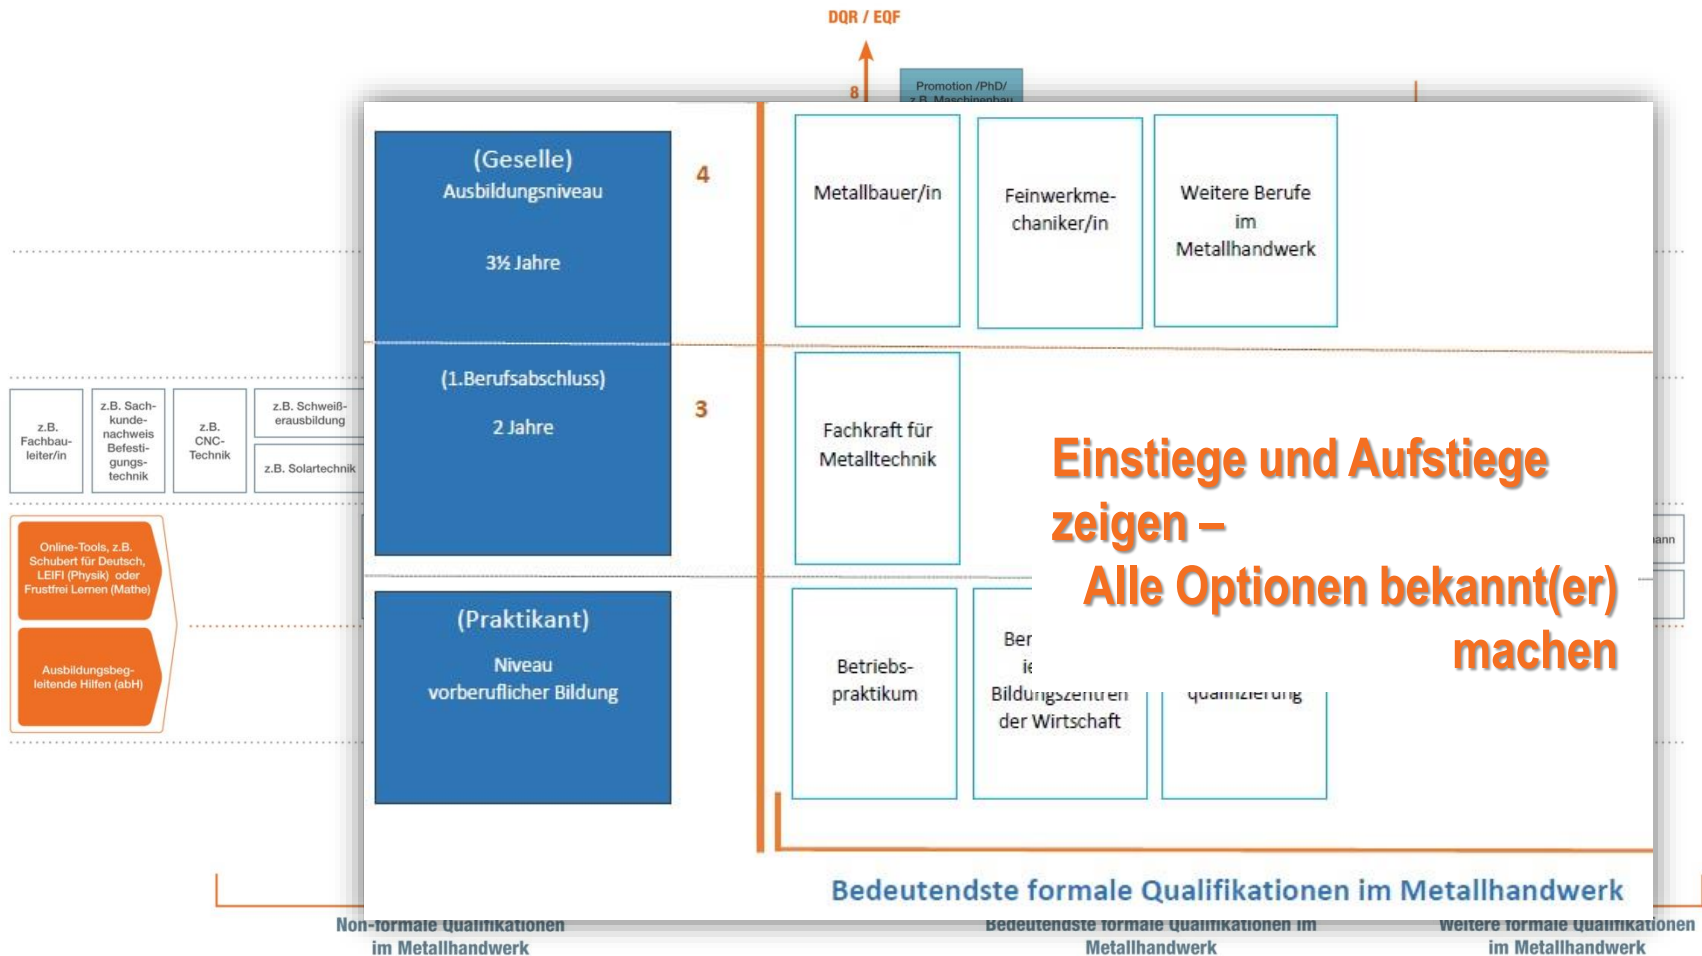 DQR / EQF
8
Promotion /PhD/
z.B. Maschinenbau
(Geselle)
Ausbildungsniveau
3½ Jahre
4
Metallbauer/in
Feinwerkme-
chaniker/in
Weitere Berufe
im
Metallhandwerk
(1.Berufsabschluss)
2 Jahre
3
Fachkraft für
Metalltechnik
z.B.
Fachbau-
leiter/in
z.B. Sach-
kunde-
nachweis
Befesti-
gungs-
technik
z.B.
CNC-
Technik
z.B. Schweiß-
erausbildung
z.B. Solartechnik
Einstiege und Aufstiege
zeigen –
Alle Optionen bekannt(er)
machen
Online-Tools, z.B.
Schubert für Deutsch,
LEIFI (Physik) oder
Frustfrei Lernen (Mathe)
Ausbildungsbeg-
leitende Hilfen (abH)
(Praktikant)
Niveau
vorberuflicher Bildung
Betriebs-
praktikum
Bildungszentren
der Wirtschaft
qualifizierung
Bedeutendste formale Qualifikationen im Metallhandwerk
Non-formale Qualifikationen
im Metallhandwerk
Bedeutendste formale Qualifikationen im
Metallhandwerk
Weitere formale Qualifikationen
im Metallhandwerk